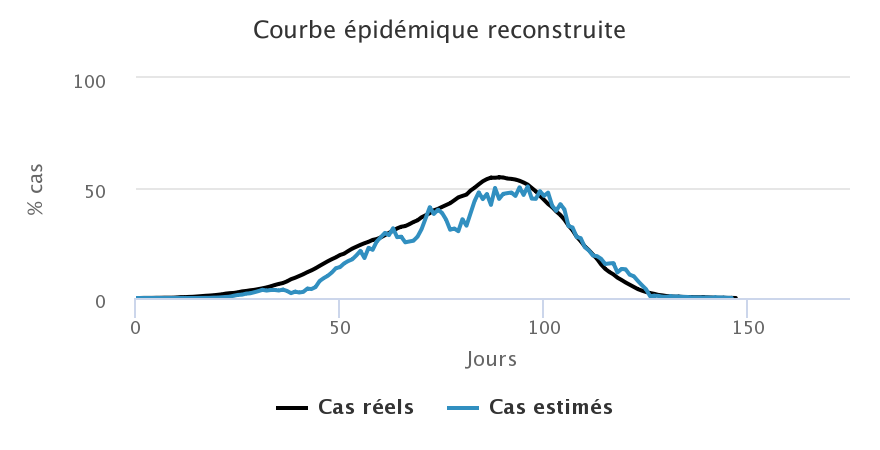 Courbe épidémique reconstruite
100
50
0
% cas
0 50 100 150
Jours
Cas réels Cas estimés